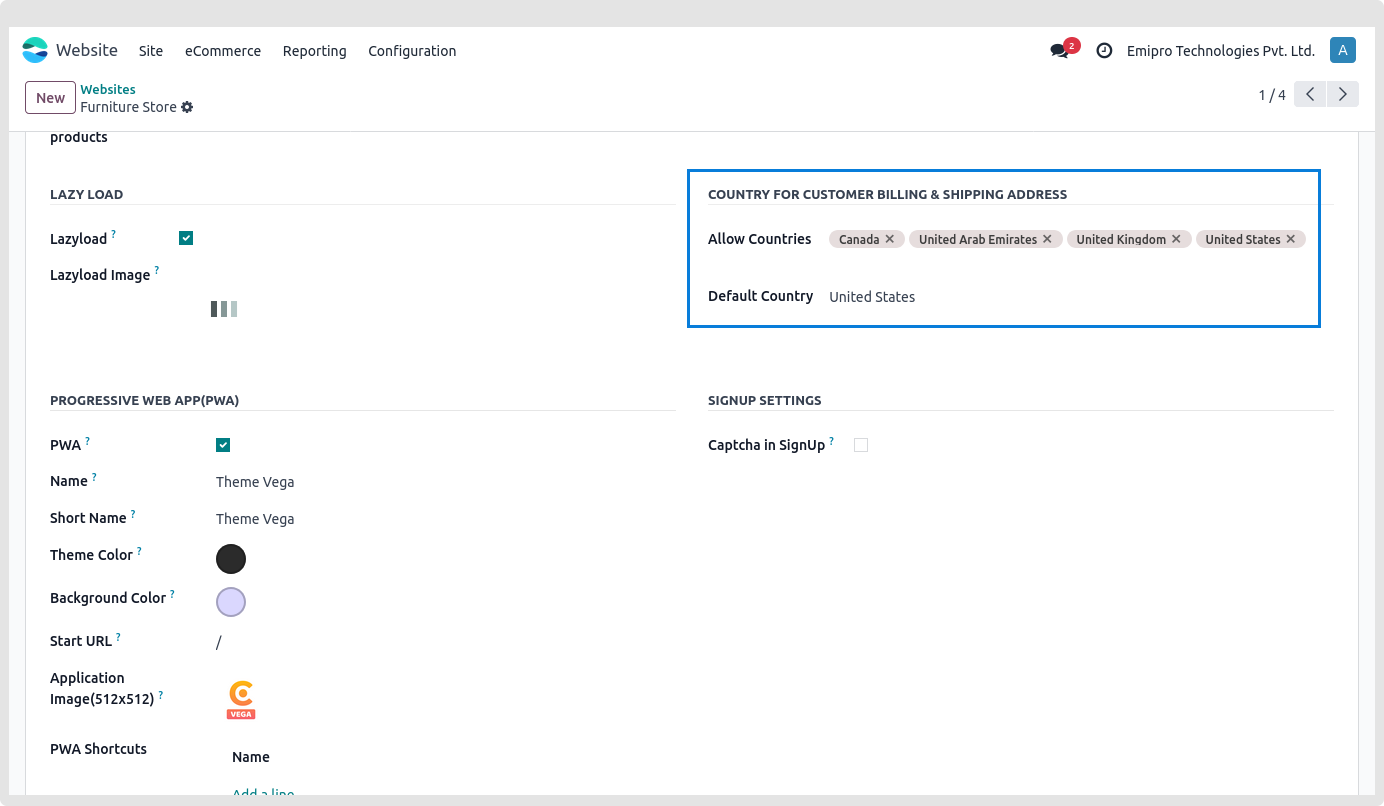 Website Site eCommerce Reporting Configuration 2 Emipro Technologies Pvt. Ltd. A
New Websites
Furniture Store
1 / 4
products
LAZY LOAD
Lazyload ?
Lazyload Image ?
COUNTRY FOR CUSTOMER BILLING & SHIPPING ADDRESS
Allow Countries Canada ✕ United Arab Emirates ✕ United Kingdom ✕ United States ✕
Default Country United States
PROGRESSIVE WEB APP(PWA)
PWA ?
Name ? Theme Vega
Short Name ? Theme Vega
Theme Color ?
Background Color ?
Start URL ? /
Application
Image(512x512) ?
VEGA
PWA Shortcuts Name
Add a line
SIGNUP SETTINGS
Captcha in SignUp ?